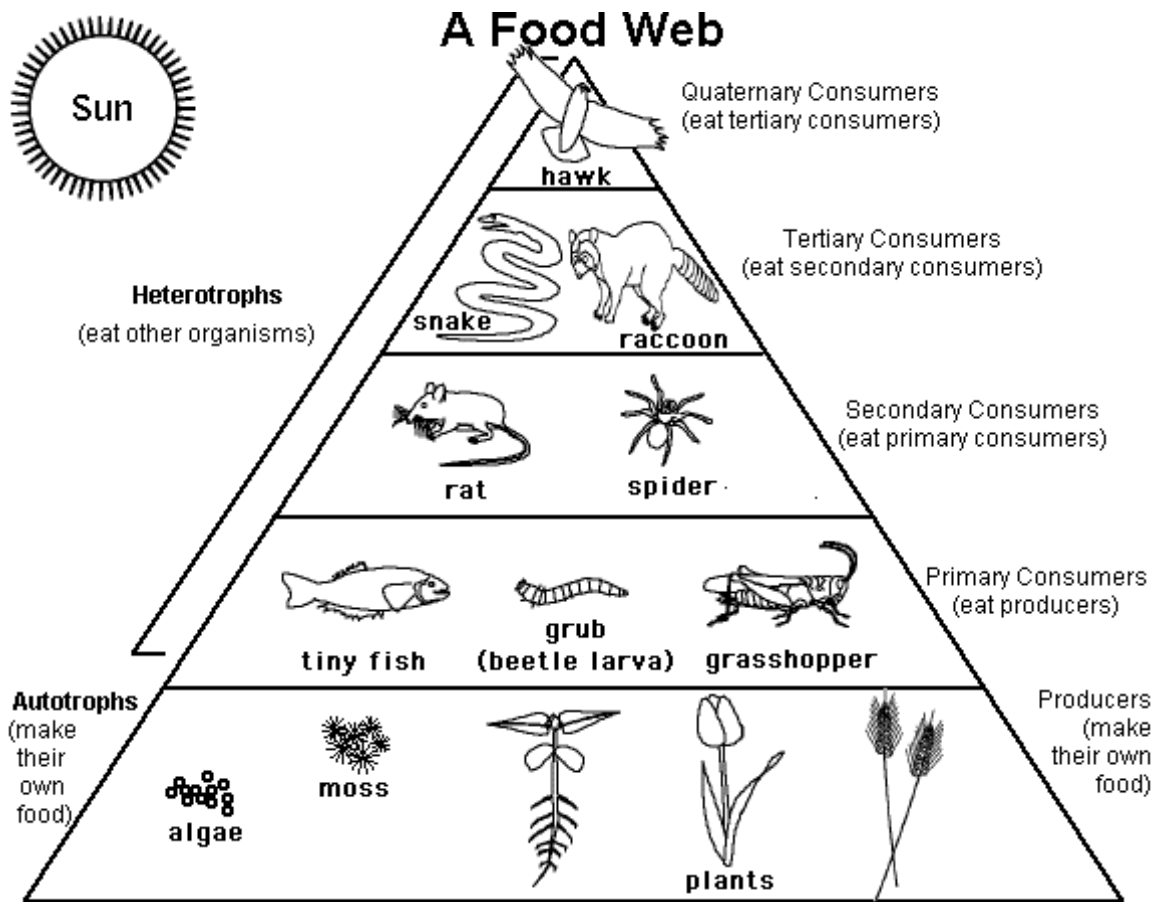 A Food Web
Sun
Quaternary Consumers
(eat tertiary consumers)
hawk
Tertiary Consumers
(eat secondary consumers)
Heterotrophs
(eat other organisms)
snake
raccoon
Secondary Consumers
(eat primary consumers)
rat
spider
Primary Consumers
(eat producers)
tiny fish
grub
(beetle larva)
grasshopper
Autotrophs
(make
their
own
food)
Producers
(make
their own
food)
moss
algae
plants